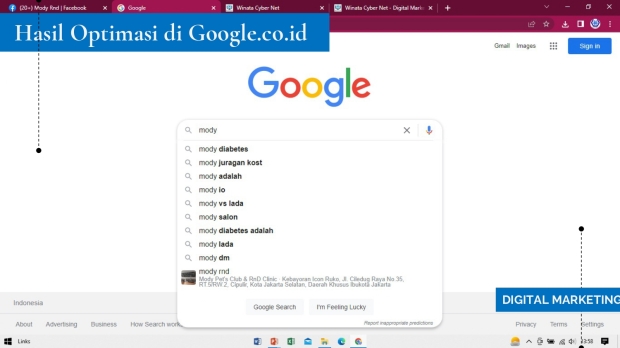 (20+) Mody Rnd | Facebook
Google
Winata Cyber Net
Winata Cyber Net - Digital Mark
Hasil Optimasi di Google.co.id
Gmail Images Sign in
Google
mody
mody diabetes
mody juragan kost
mody adalah
mody io
mody vs lada
mody salon
mody diabetes adalah
mody lada
mody dm
mody rnd
Mody Pet's Club & RnD Clinic · Kebayoran Icon Ruko, Jl. Ciledug Raya No.35,
RT.5/RW.2, Cipulir, Kota Jakarta Selatan, Daerah Khusus Ibukota Jakarta
Google Search I'm Feeling Lucky
Report inappropriate predictions
Indonesia
DIGITAL MARKETING
About Advertising Business How Search work
Privacy Terms Settings
Links